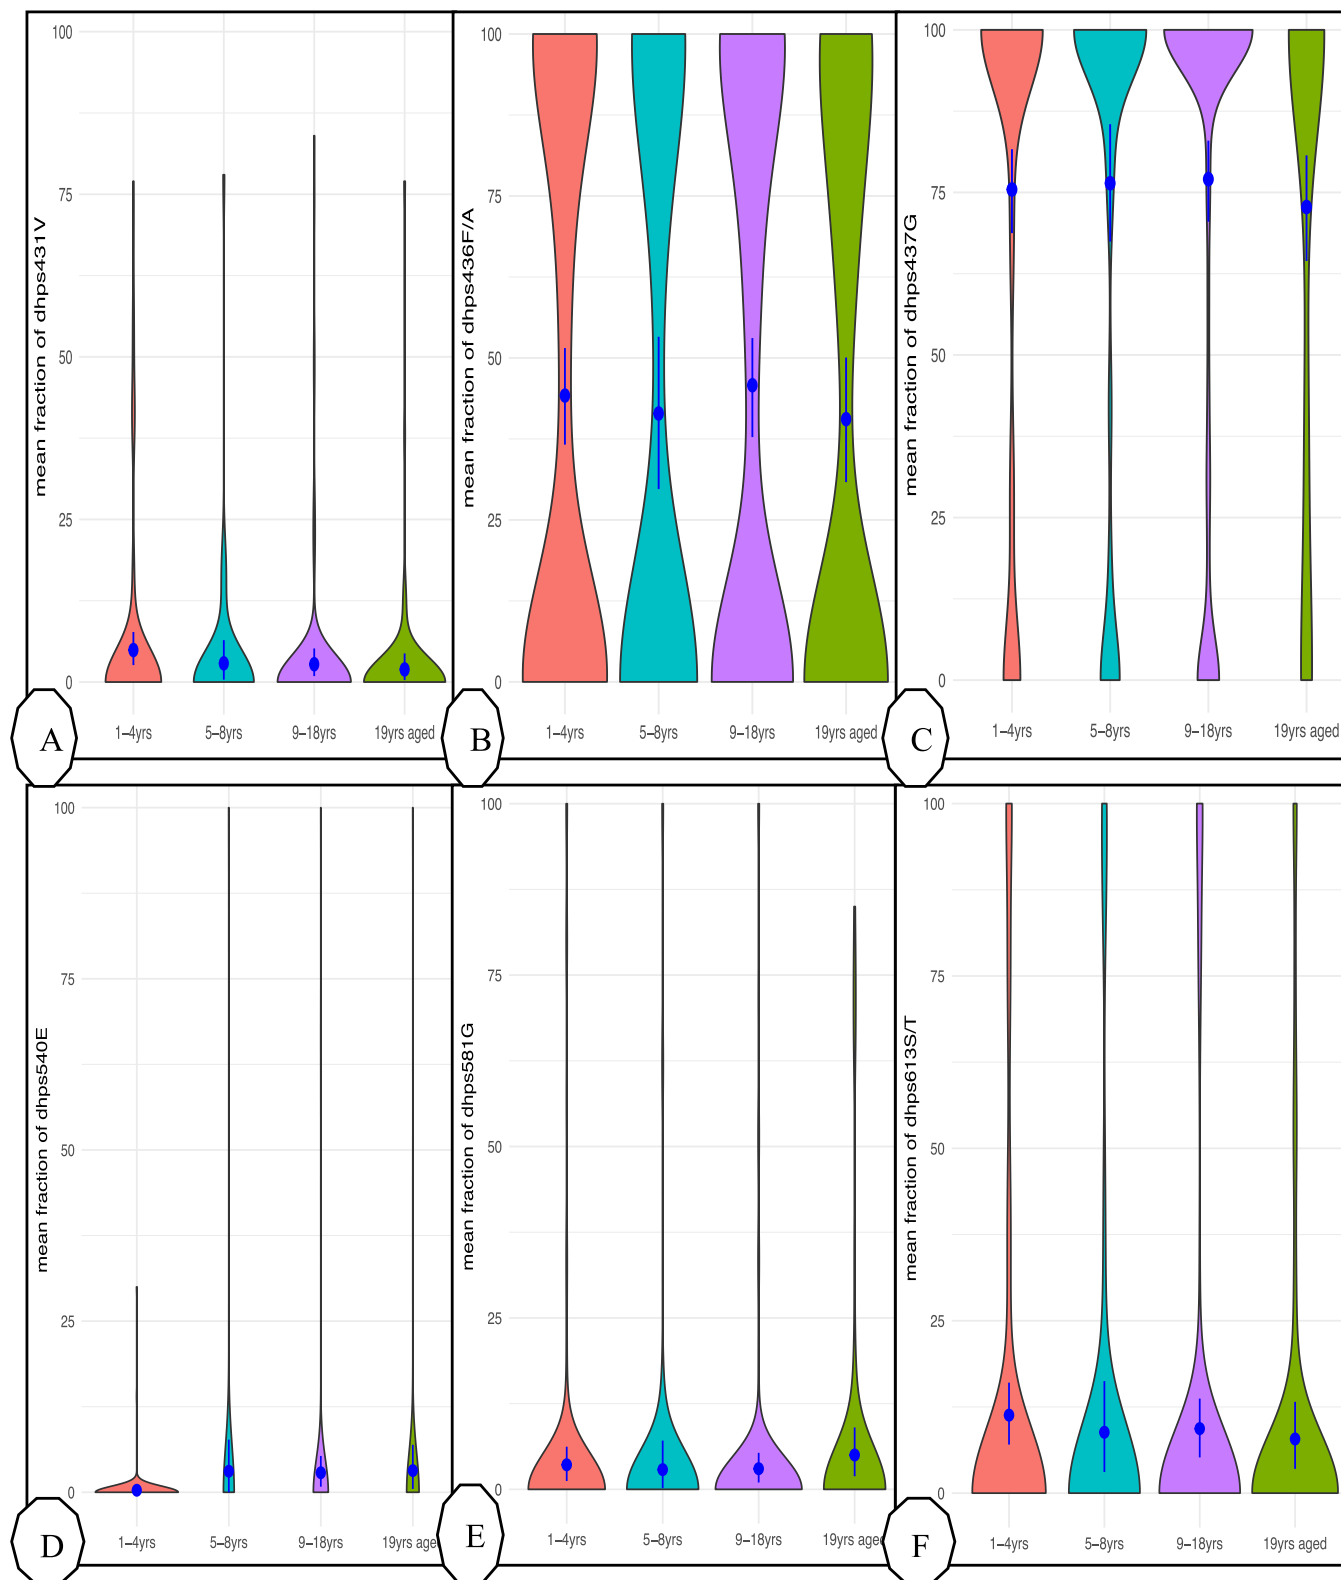 mean fraction of dhps431V
100
75
50
25
0
1–4yrs 5–8yrs 9–18yrs 19yrs aged
A
mean fraction of dhps436F/A
100
75
50
25
0
1–4yrs 5–8yrs 9–18yrs 19yrs aged
B
mean fraction of dhps437G
100
75
50
25
0
1–4yrs 5–8yrs 9–18yrs 19yrs aged
C
mean fraction of dhps540E
100
75
50
25
0
1–4yrs 5–8yrs 9–18yrs 19yrs aged
D
mean fraction of dhps581G
100
75
50
25
0
1–4yrs 5–8yrs 9–18yrs 19yrs aged
E
mean fraction of dhps613S/T
100
75
50
25
0
1–4yrs 5–8yrs 9–18yrs 19yrs aged
F